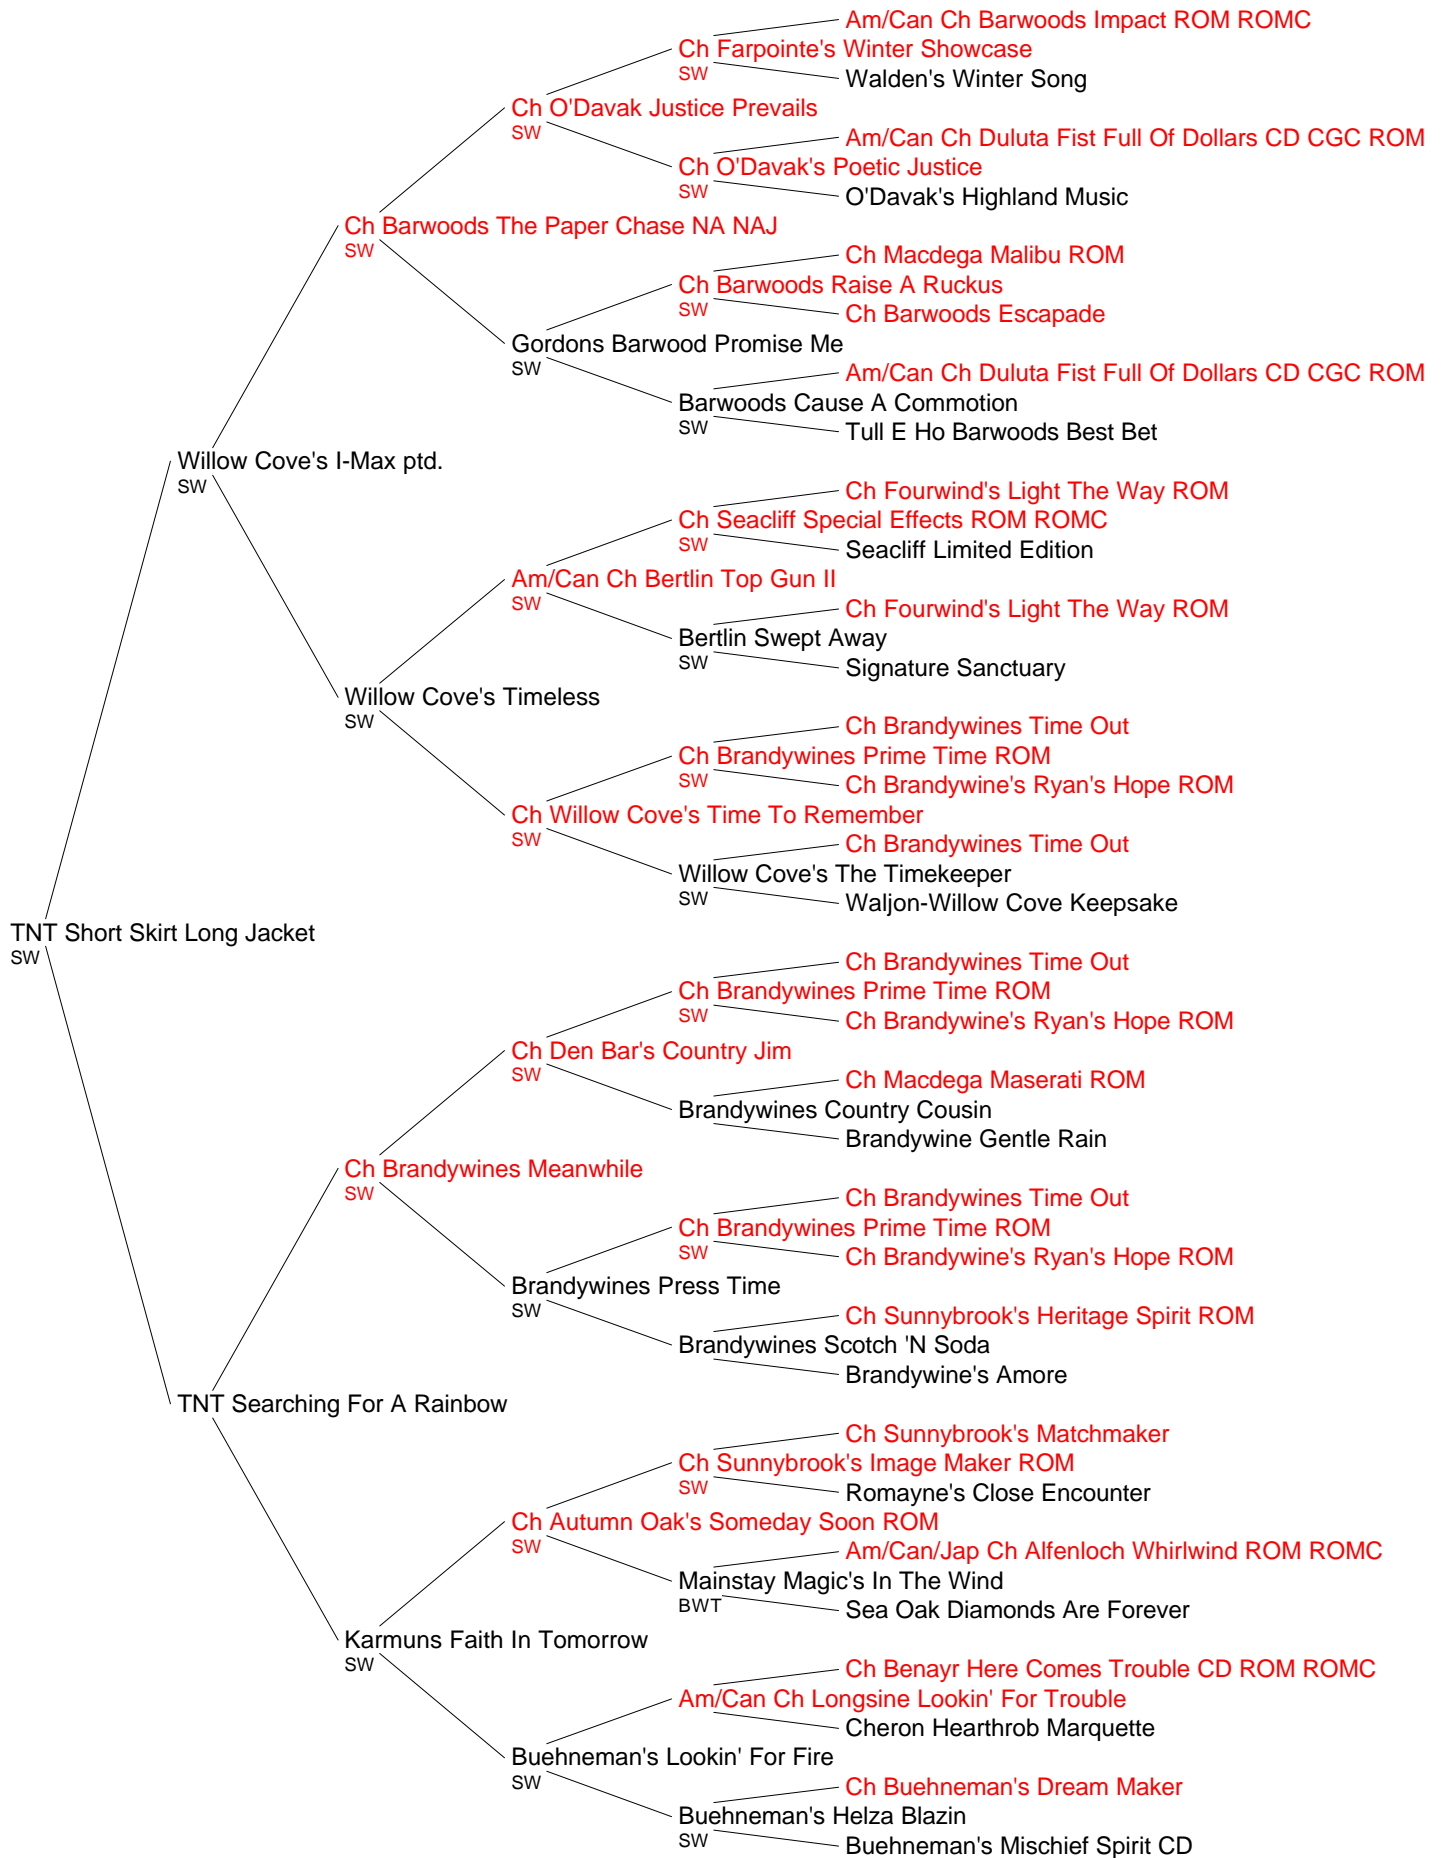 Am/Can Ch Barwoods Impact ROM ROMC
Ch Farpointe's Winter Showcase
SW
Walden's Winter Song
Ch O'Davak Justice Prevails
SW
Am/Can Ch Duluta Fist Full Of Dollars CD CGC ROM
Ch O'Davak's Poetic Justice
SW
O'Davak's Highland Music
Ch Barwoods The Paper Chase NA NAJ
SW
Ch Macdega Malibu ROM
Ch Barwoods Raise A Ruckus
SW
Ch Barwoods Escapade
Gordons Barwood Promise Me
SW
Am/Can Ch Duluta Fist Full Of Dollars CD CGC ROM
Barwoods Cause A Commotion
SW
Tull E Ho Barwoods Best Bet
Willow Cove's I-Max ptd.
SW
Ch Fourwind's Light The Way ROM
Ch Seacliff Special Effects ROM ROMC
SW
Seacliff Limited Edition
Am/Can Ch Bertlin Top Gun II
SW
Ch Fourwind's Light The Way ROM
Bertlin Swept Away
SW
Signature Sanctuary
Willow Cove's Timeless
SW
Ch Brandywines Time Out
Ch Brandywines Prime Time ROM
SW
Ch Brandywine's Ryan's Hope ROM
Ch Willow Cove's Time To Remember
SW
Ch Brandywines Time Out
Willow Cove's The Timekeeper
SW
Waljon-Willow Cove Keepsake
TNT Short Skirt Long Jacket
SW
Ch Brandywines Time Out
Ch Brandywines Prime Time ROM
SW
Ch Brandywine's Ryan's Hope ROM
Ch Den Bar's Country Jim
SW
Ch Macdega Maserati ROM
Brandywines Country Cousin
Brandywine Gentle Rain
Ch Brandywines Meanwhile
SW
Ch Brandywines Time Out
Ch Brandywines Prime Time ROM
SW
Ch Brandywine's Ryan's Hope ROM
Brandywines Press Time
SW
Ch Sunnybrook's Heritage Spirit ROM
Brandywines Scotch 'N Soda
Brandywine's Amore
TNT Searching For A Rainbow
Ch Sunnybrook's Matchmaker
Ch Sunnybrook's Image Maker ROM
SW
Romayne's Close Encounter
Ch Autumn Oak's Someday Soon ROM
SW
Am/Can/Jap Ch Alfenloch Whirlwind ROM ROMC
Mainstay Magic's In The Wind
BWT
Sea Oak Diamonds Are Forever
Karmuns Faith In Tomorrow
SW
Ch Benayr Here Comes Trouble CD ROM ROMC
Am/Can Ch Longsine Lookin' For Trouble
Cheron Hearthrob Marquette
Buehneman's Lookin' For Fire
SW
Ch Buehneman's Dream Maker
Buehneman's Helza Blazin
SW
Buehneman's Mischief Spirit CD